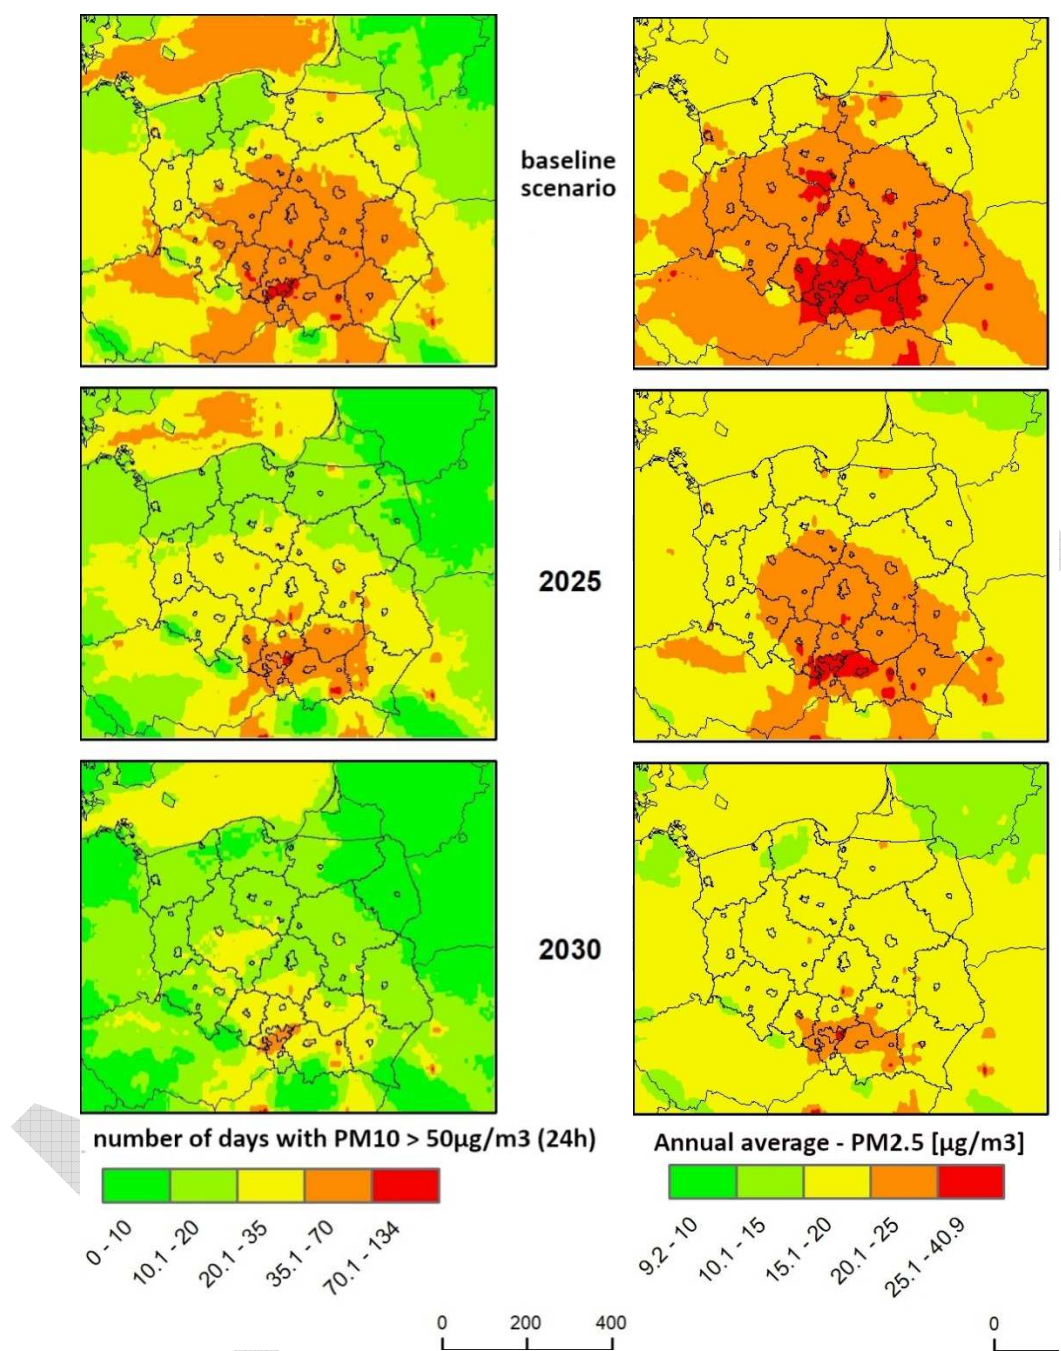 baseline
scenario
2025
2030
number of days with PM10 > 50µg/m3 (24h)
0 - 10
10.1 - 20
20.1 - 35
35.1 - 70
70.1 - 134
Annual average - PM2.5 [µg/m3]
9.2 - 10
10.1 - 15
15.1 - 20
20.1 - 25
25.1 - 40.9
0 200 400
0